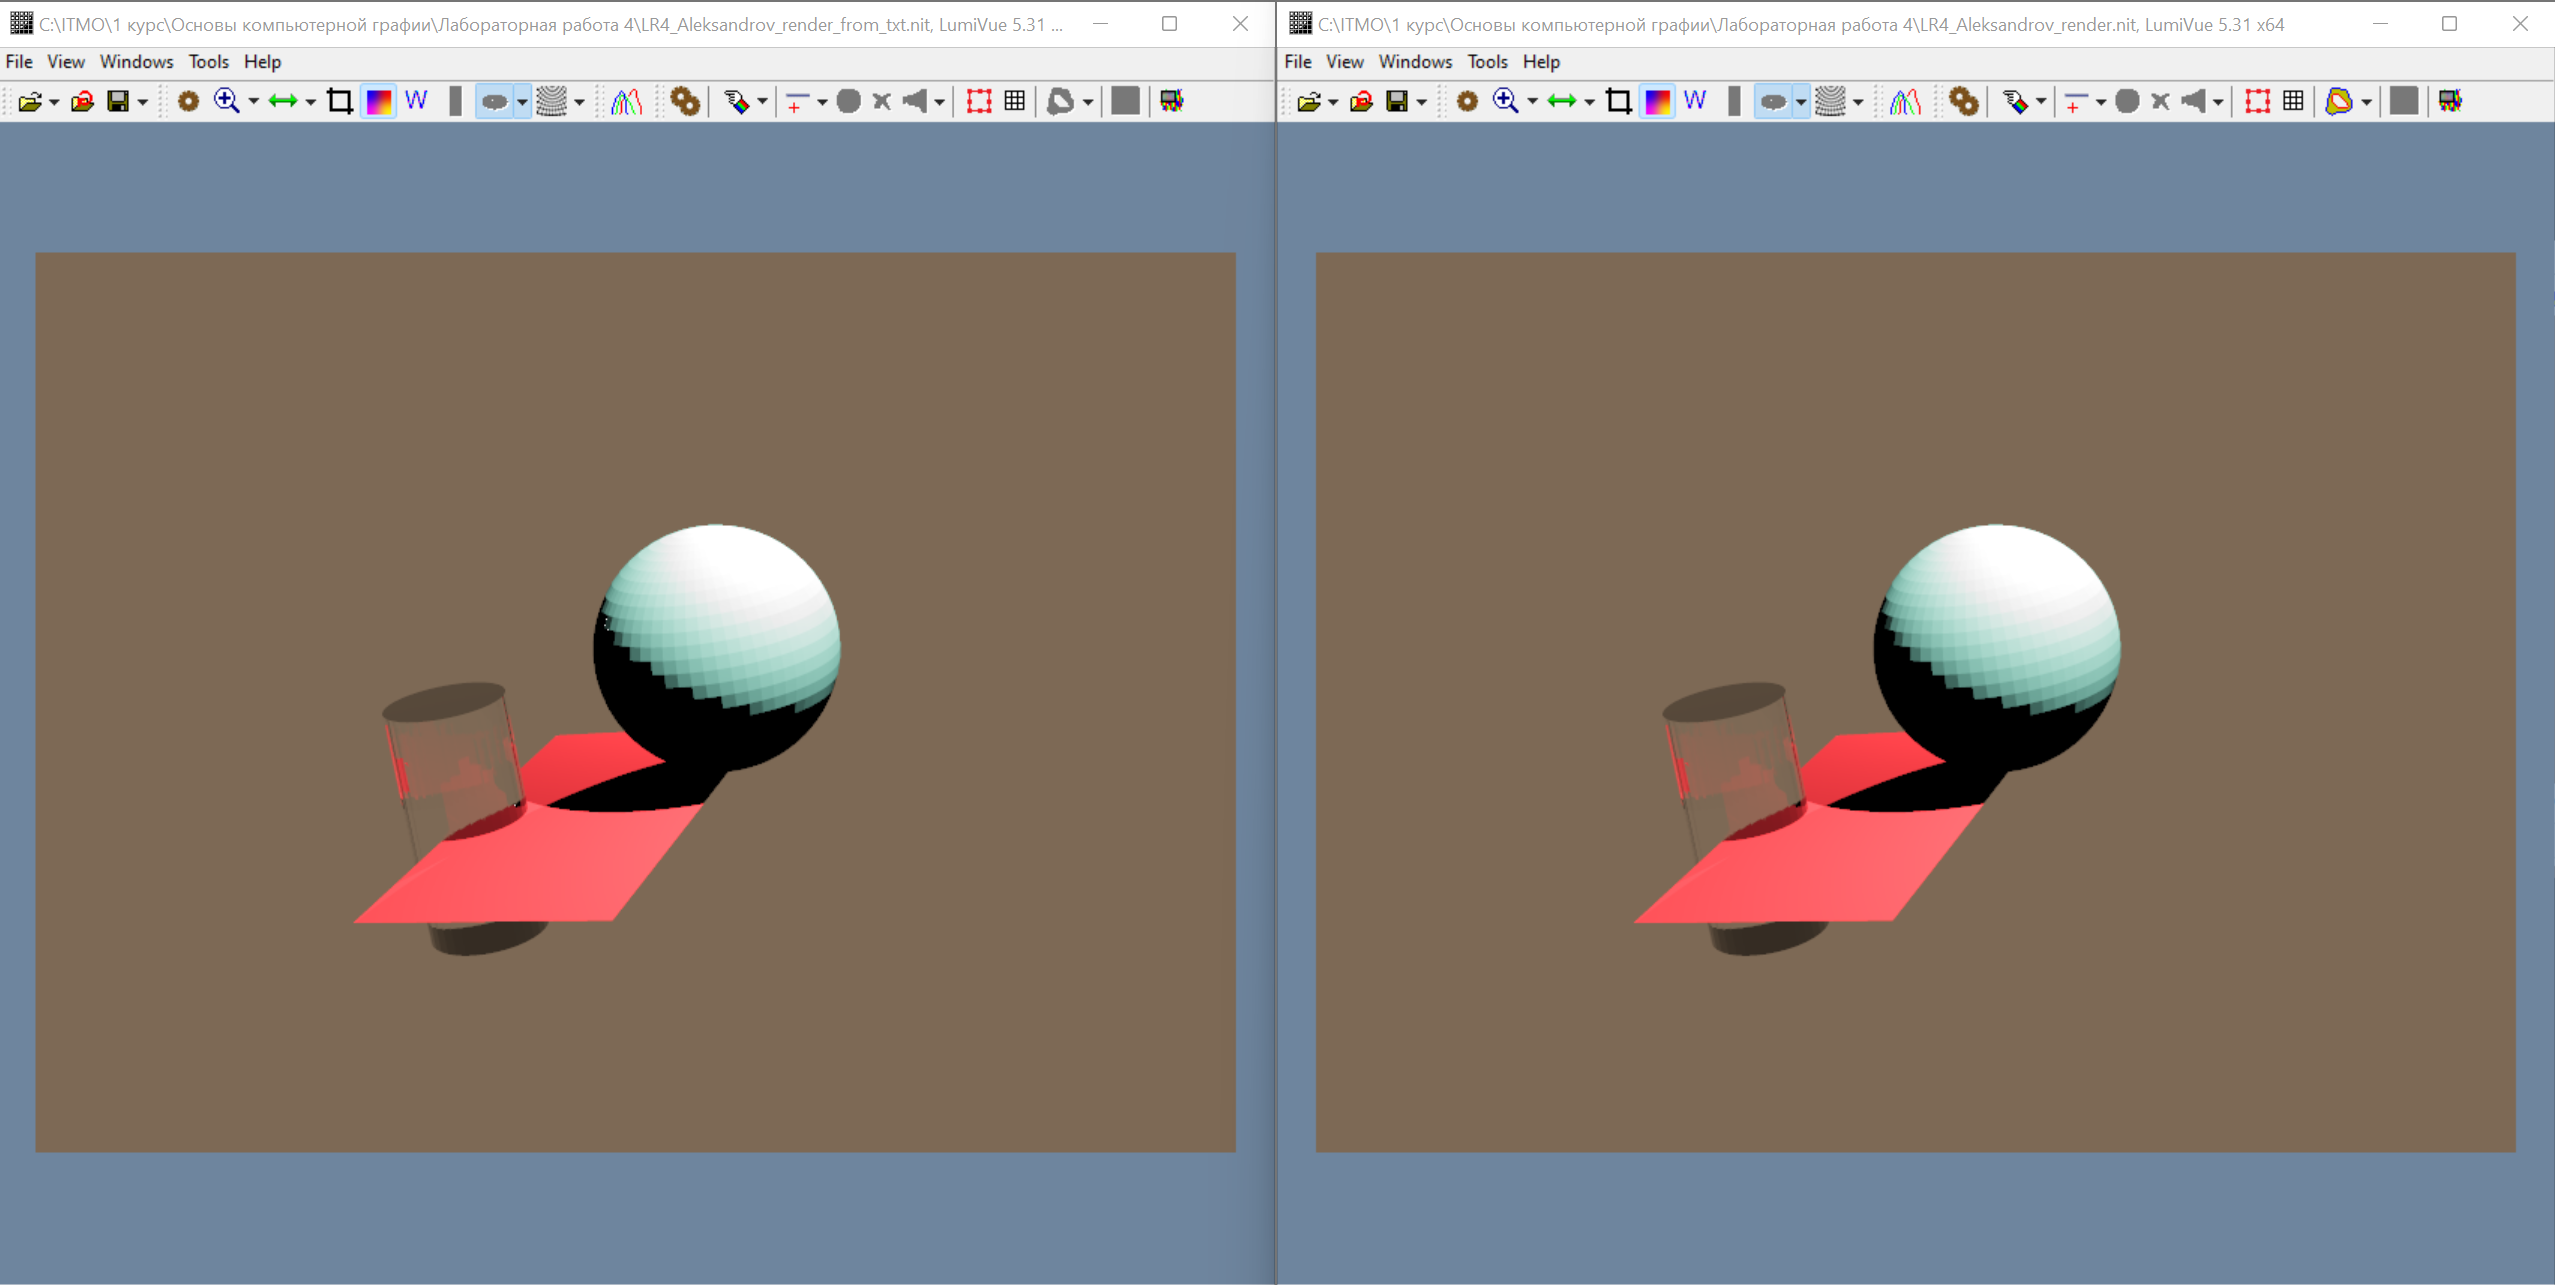 C:\ITMO\1 курс\Основы компьютерной графии\Лабораторная работа 4\LR4_Aleksandrov_render_from_txt.nit, LumiVue 5.31 ...
File View Windows Tools Help
W
C:\ITMO\1 курс\Основы компьютерной графии\Лабораторная работа 4\LR4_Aleksandrov_render.nit, LumiVue 5.31 x64
File View Windows Tools Help
W